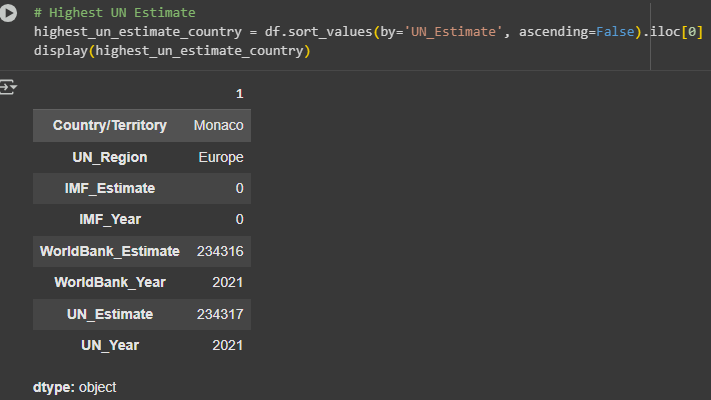 # Highest UN Estimate
highest_un_estimate_country = df.sort_values(by='UN_Estimate', ascending=False).iloc[0]
display(highest_un_estimate_country)
1
Country/Territory Monaco
UN_Region Europe
IMF_Estimate 0
IMF_Year 0
WorldBank_Estimate 234316
WorldBank_Year 2021
UN_Estimate 234317
UN_Year 2021
dtype: object